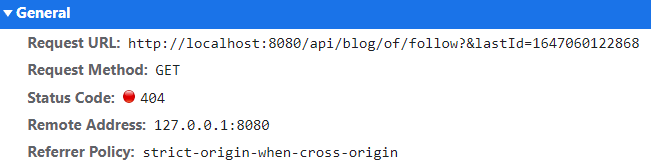 General
Request URL: http://localhost:8080/api/blog/of/follow?&lastId=1647060122868
Request Method: GET
Status Code: 404
Remote Address: 127.0.0.1:8080
Referrer Policy: strict-origin-when-cross-origin